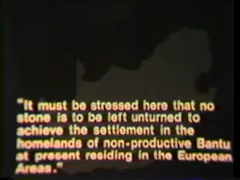 "It must be stressed here that no
stone is to be left unturned to
achieve the settlement in the
homelands of non-productive Bantu
at present residing in the European
Areas."